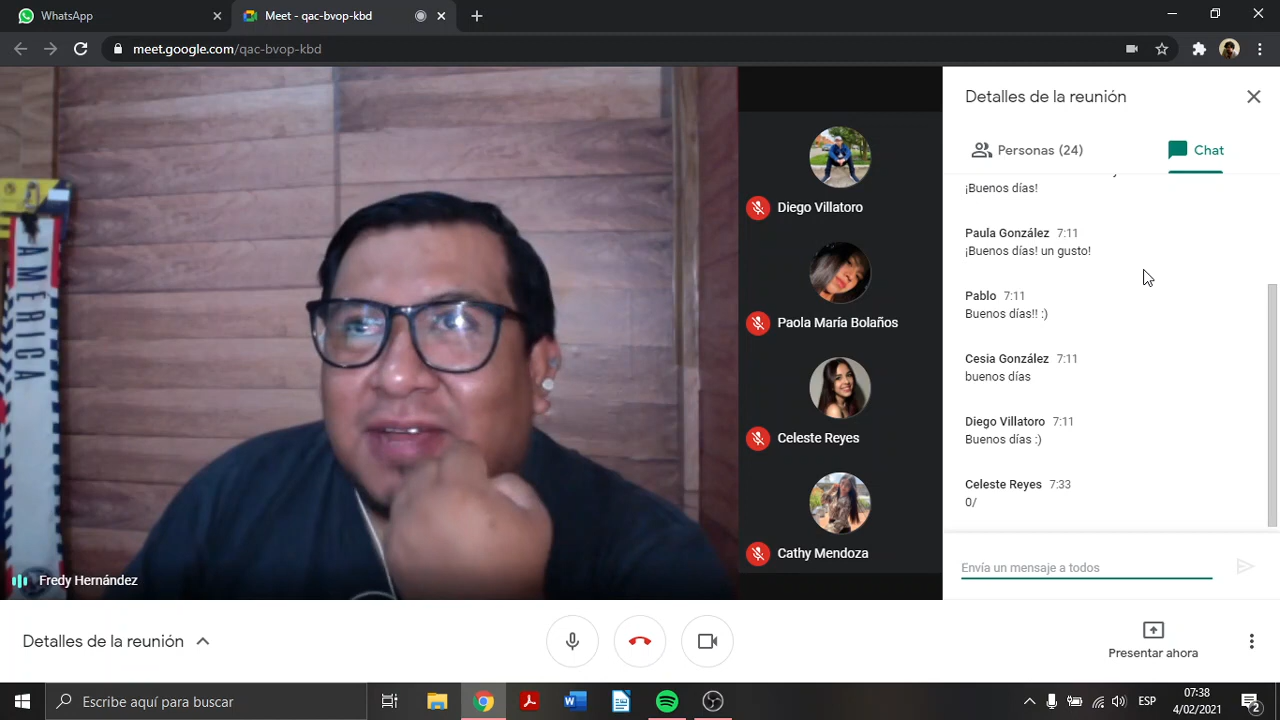 WhatsApp
Meet - qac-bvop-kbd
meet.google.com/qac-bvop-kbd
AMERICA
Fredy Hernández
Diego Villatoro
Paola María Bolaños
Celeste Reyes
Cathy Mendoza
Detalles de la reunión
Personas (24)
Chat
¡Buenos días!
Paula González 7:11
¡Buenos días! un gusto!
Pablo 7:11
Buenos días!! :)
Cesia González 7:11
buenos días
Diego Villatoro 7:11
Buenos días :)
Celeste Reyes 7:33
0/
Envía un mensaje a todos
Detalles de la reunión
Presentar ahora
Escribe aquí para buscar
ESP
07:38
4/02/2021
2